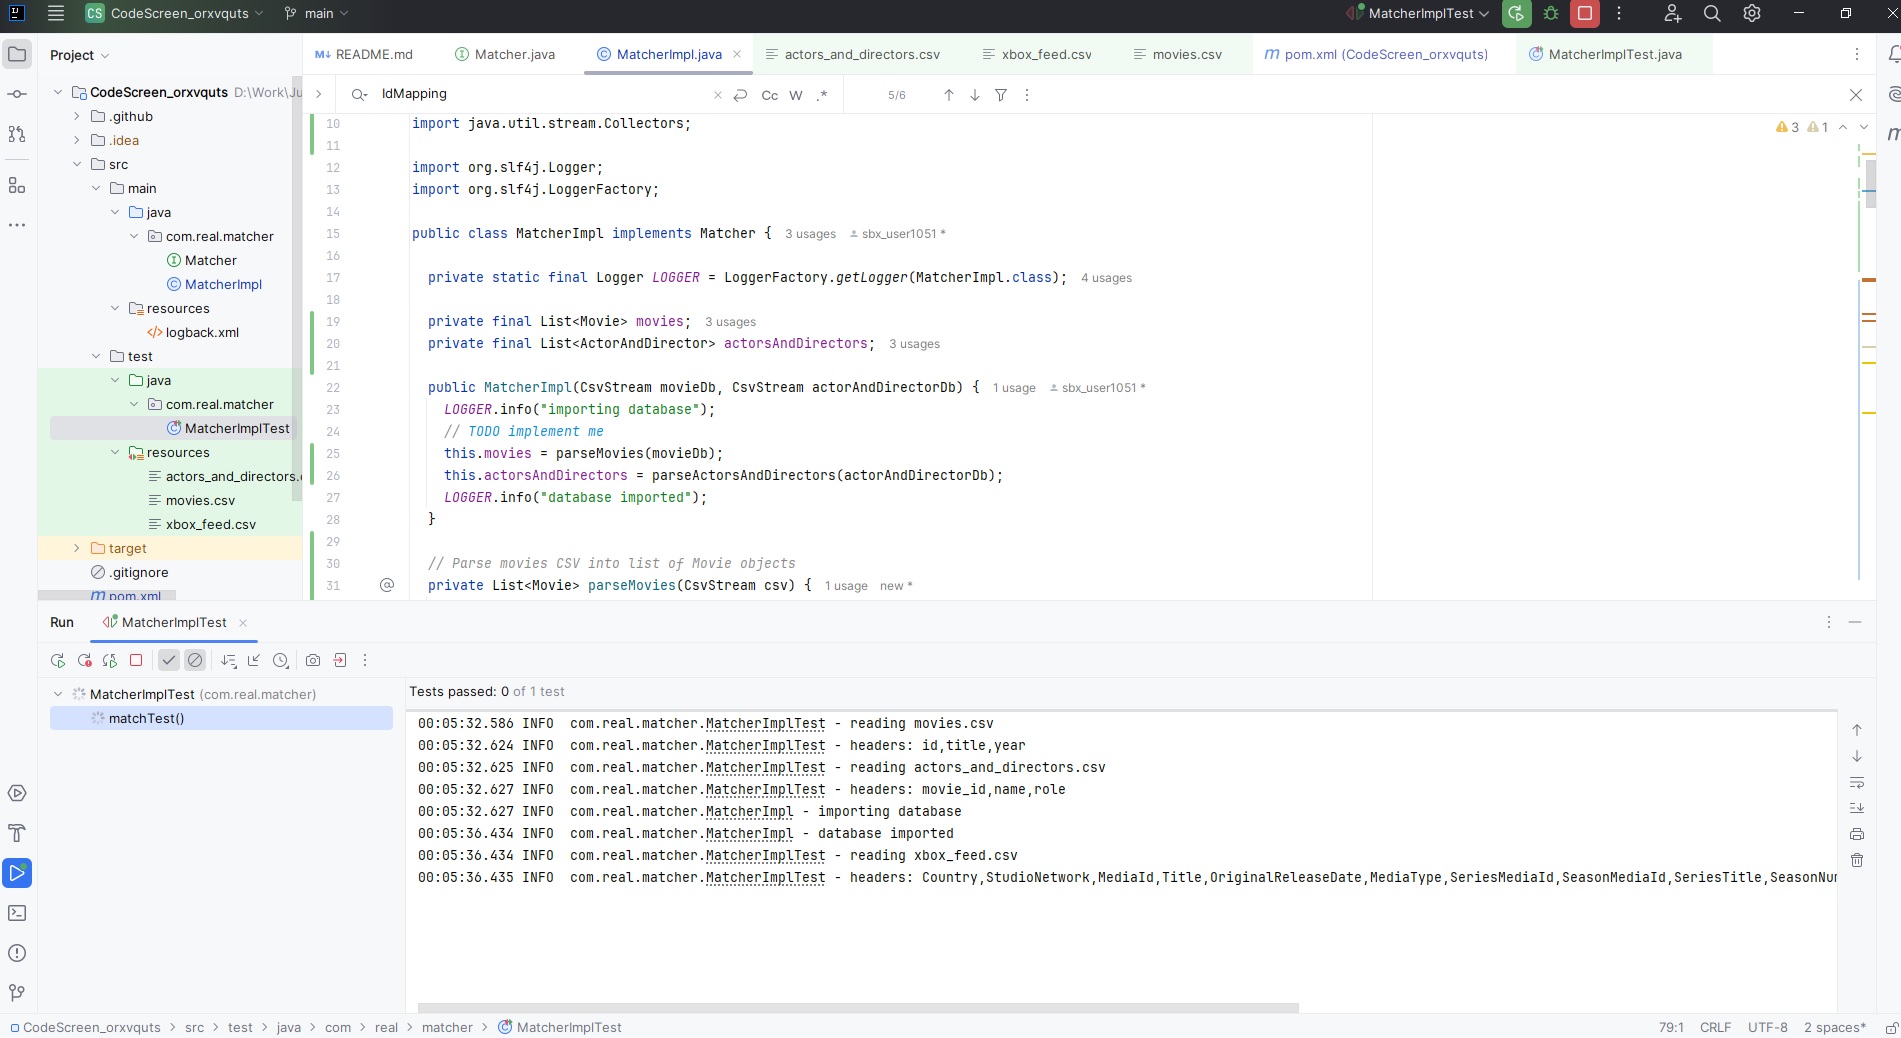 CS CodeScreen_orxvquts main MatcherImplTest
Project
README.md Matcher.java MatcherImpl.java actors_and_directors.csv xbox_feed.csv movies.csv pom.xml (CodeScreen_orxvquts) MatcherImplTest.java
IdMapping Cc W .* 5/6
CodeScreen_orxvquts D:\Work\Ju
.github
.idea
src
main
java
com.real.matcher
Matcher
MatcherImpl
resources
logback.xml
test
java
com.real.matcher
MatcherImplTest
resources
actors_and_directors.
movies.csv
xbox_feed.csv
target
.gitignore
pom.xml
3 1
10 import java.util.stream.Collectors;
11
12 import org.slf4j.Logger;
13 import org.slf4j.LoggerFactory;
14
15 public class MatcherImpl implements Matcher { 3 usages sbx_user1051 *
16
17 private static final Logger LOGGER = LoggerFactory.getLogger(MatcherImpl.class); 4 usages
18
19 private final List<Movie> movies; 3 usages
20 private final List<ActorAndDirector> actorsAndDirectors; 3 usages
21
22 public MatcherImpl(CsvStream movieDb, CsvStream actorAndDirectorDb) { 1 usage sbx_user1051 *
23 LOGGER.info("importing database");
24 // TODO implement me
25 this.movies = parseMovies(movieDb);
26 this.actorsAndDirectors = parseActorsAndDirectors(actorAndDirectorDb);
27 LOGGER.info("database imported");
28 }
29
30 // Parse movies CSV into list of Movie objects
31 private List<Movie> parseMovies(CsvStream csv) { 1 usage new *
Run MatcherImplTest
MatcherImplTest (com.real.matcher)
matchTest()
Tests passed: 0 of 1 test
00:05:32.586 INFO com.real.matcher.MatcherImplTest - reading movies.csv
00:05:32.624 INFO com.real.matcher.MatcherImplTest - headers: id,title,year
00:05:32.625 INFO com.real.matcher.MatcherImplTest - reading actors_and_directors.csv
00:05:32.627 INFO com.real.matcher.MatcherImplTest - headers: movie_id,name,role
00:05:32.627 INFO com.real.matcher.MatcherImpl - importing database
00:05:36.434 INFO com.real.matcher.MatcherImpl - database imported
00:05:36.434 INFO com.real.matcher.MatcherImplTest - reading xbox_feed.csv
00:05:36.435 INFO com.real.matcher.MatcherImplTest - headers: Country,StudioNetwork,MediaId,Title,OriginalReleaseDate,MediaType,SeriesMediaId,SeasonMediaId,SeriesTitle,SeasonNu
CodeScreen_orxvquts > src > test > java > com > real > matcher > MatcherImplTest 79:1 CRLF UTF-8 2 spaces*